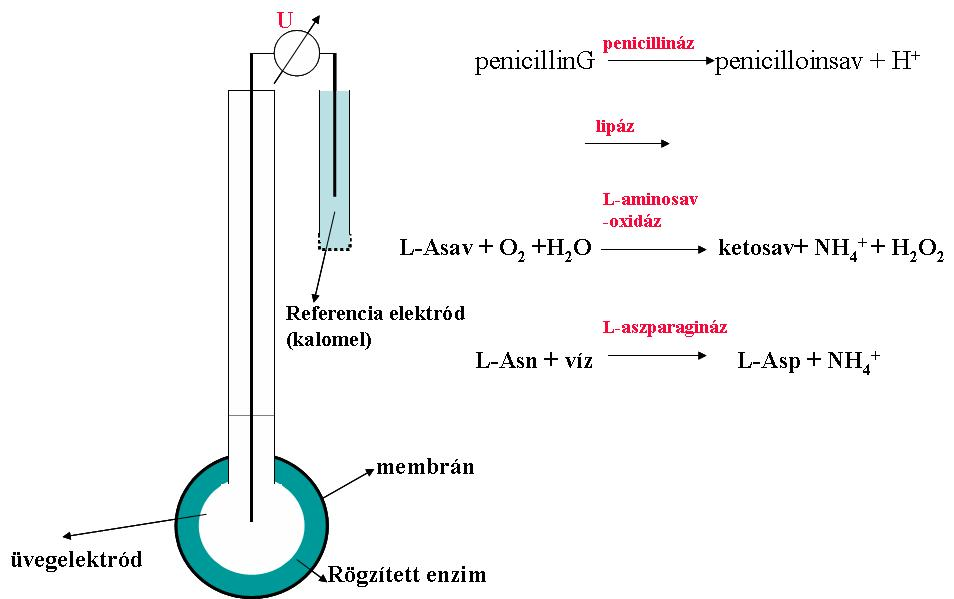 U
penicillináz
penicillinG penicilloinsav + H⁺
lipáz
L-aminosav
-oxidáz
L-Asav + O₂ +H₂O ketosav+ NH₄⁺ + H₂O₂
Referencia elektród
(kalomel)
L-aszparagináz
L-Asn + víz L-Asp + NH₄⁺
membrán
üvegelektród
Rögzített enzim